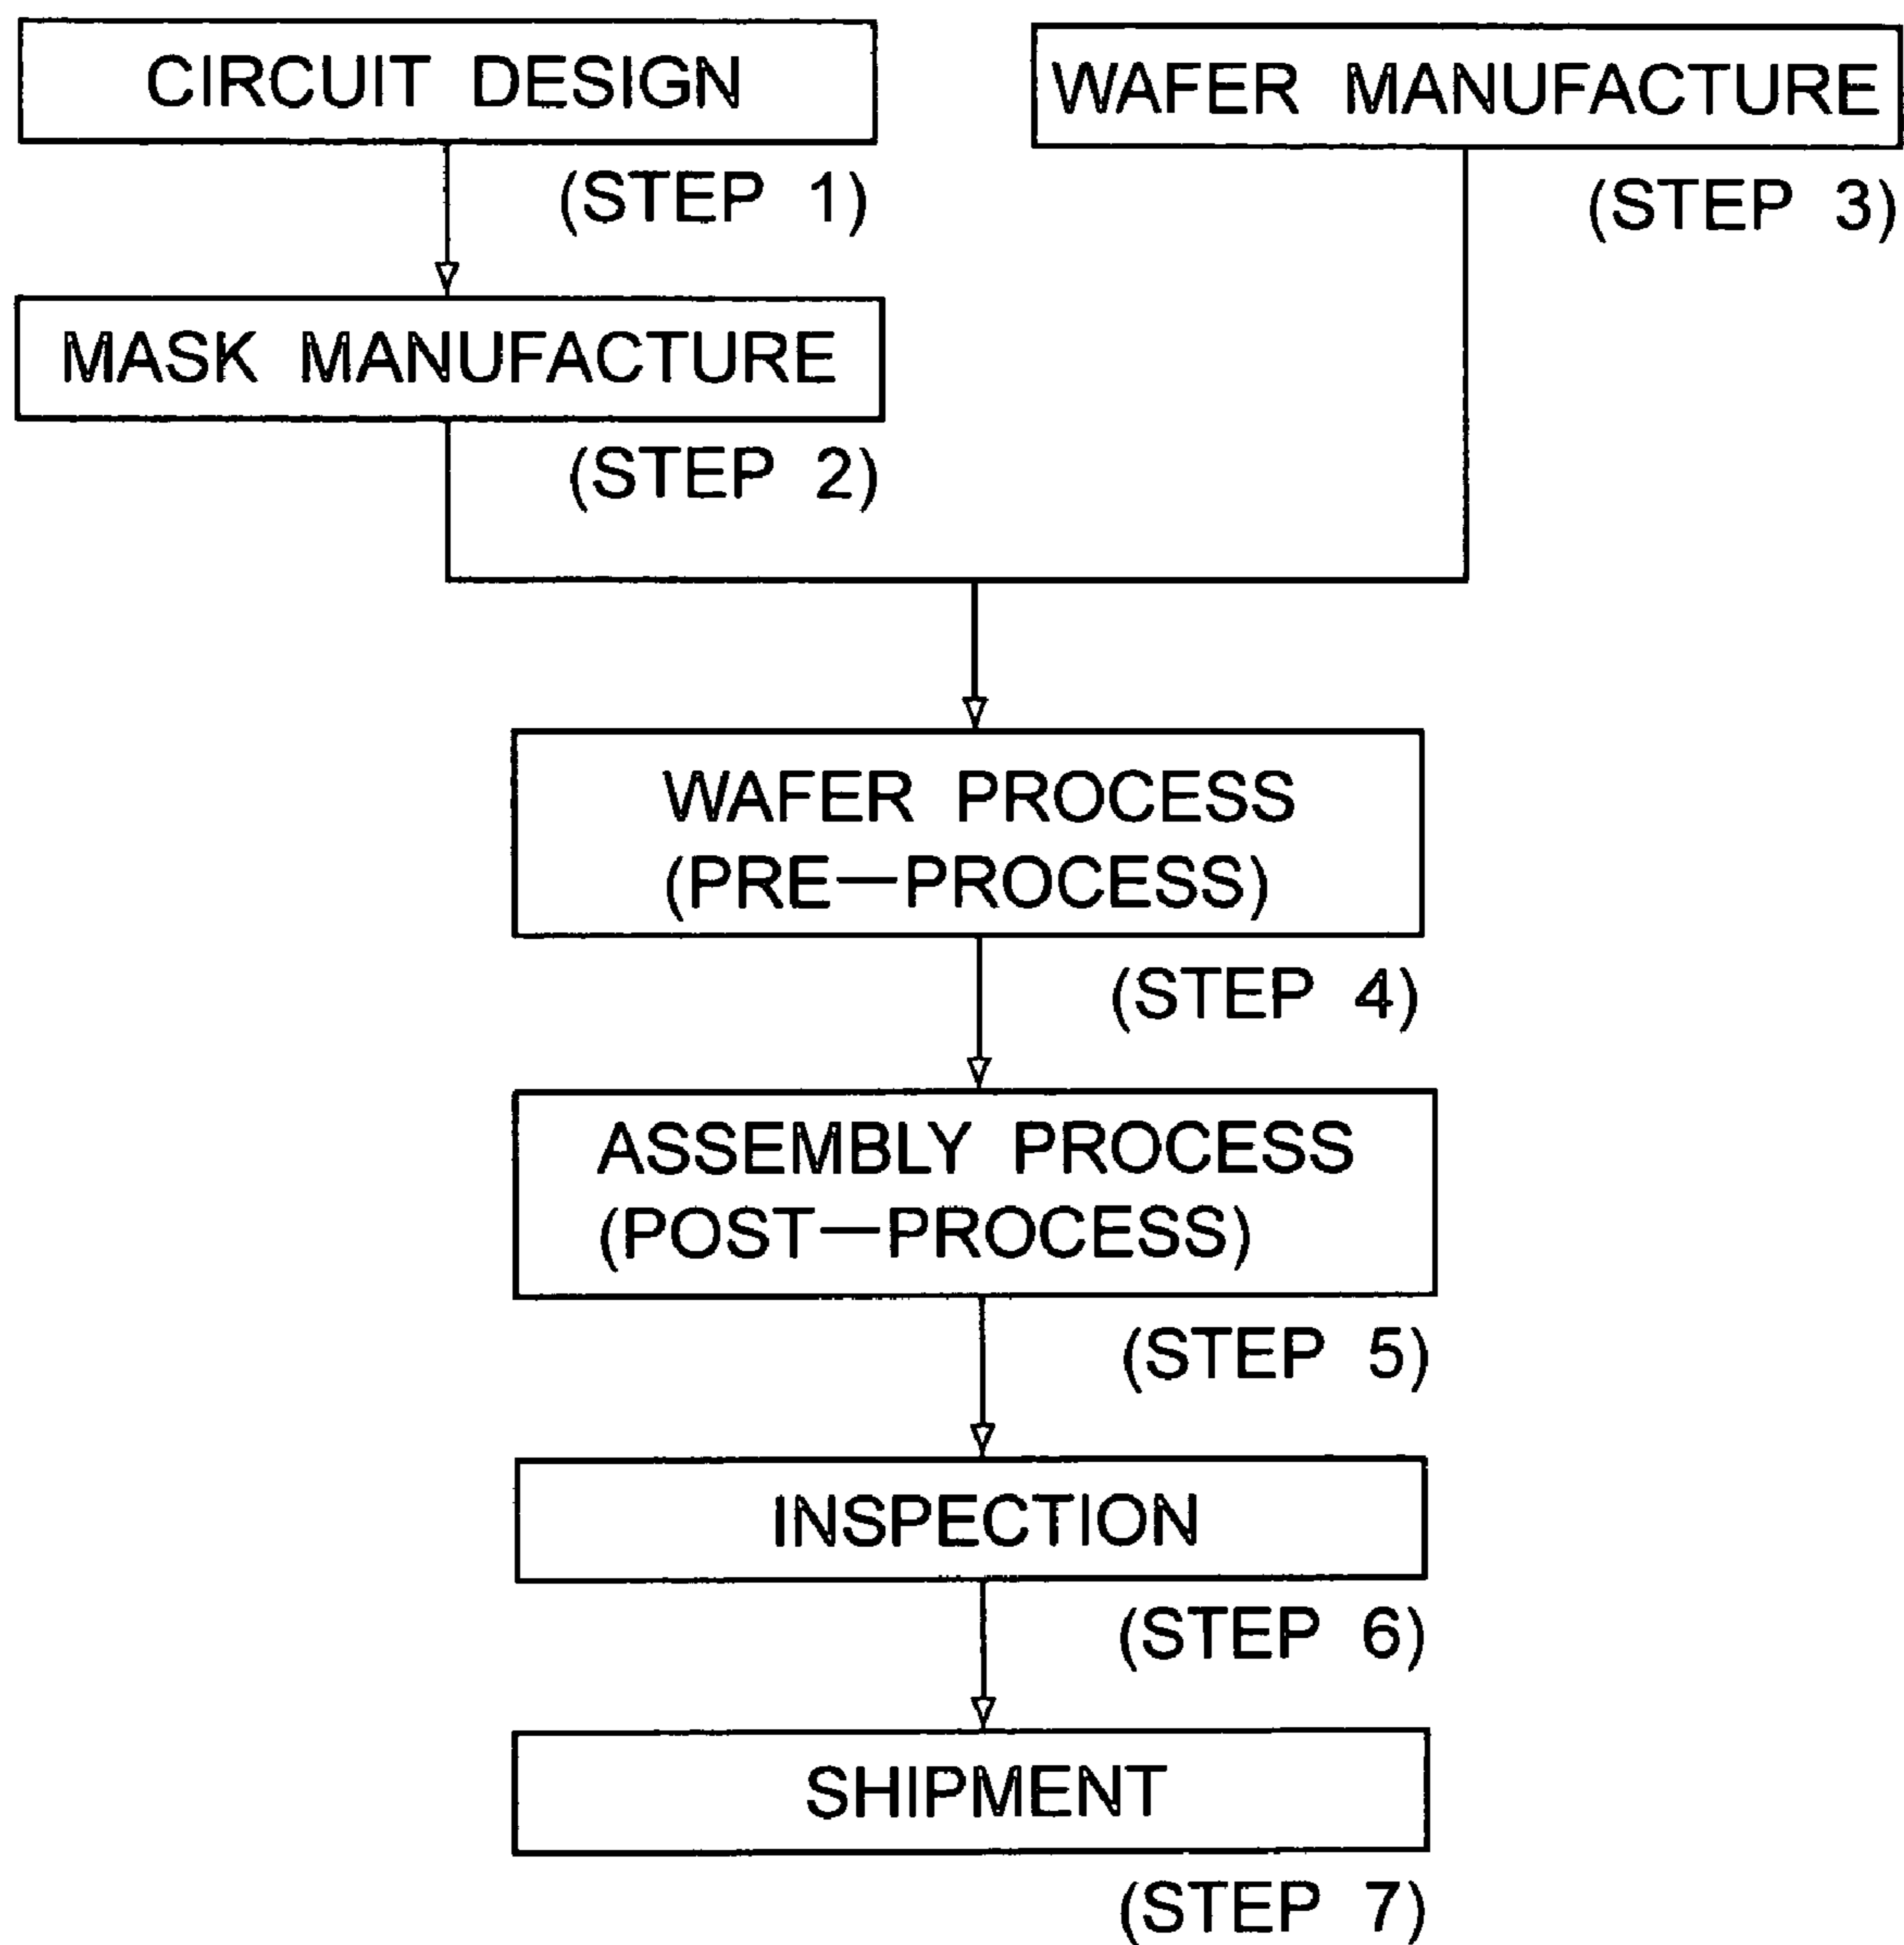 CIRCUIT DESIGN
(STEP 1)
MASK MANUFACTURE
(STEP 2)
WAFER MANUFACTURE
(STEP 3)
WAFER PROCESS
(PRE—PROCESS)
(STEP 4)
ASSEMBLY PROCESS
(POST—PROCESS)
(STEP 5)
INSPECTION
(STEP 6)
SHIPMENT
(STEP 7)